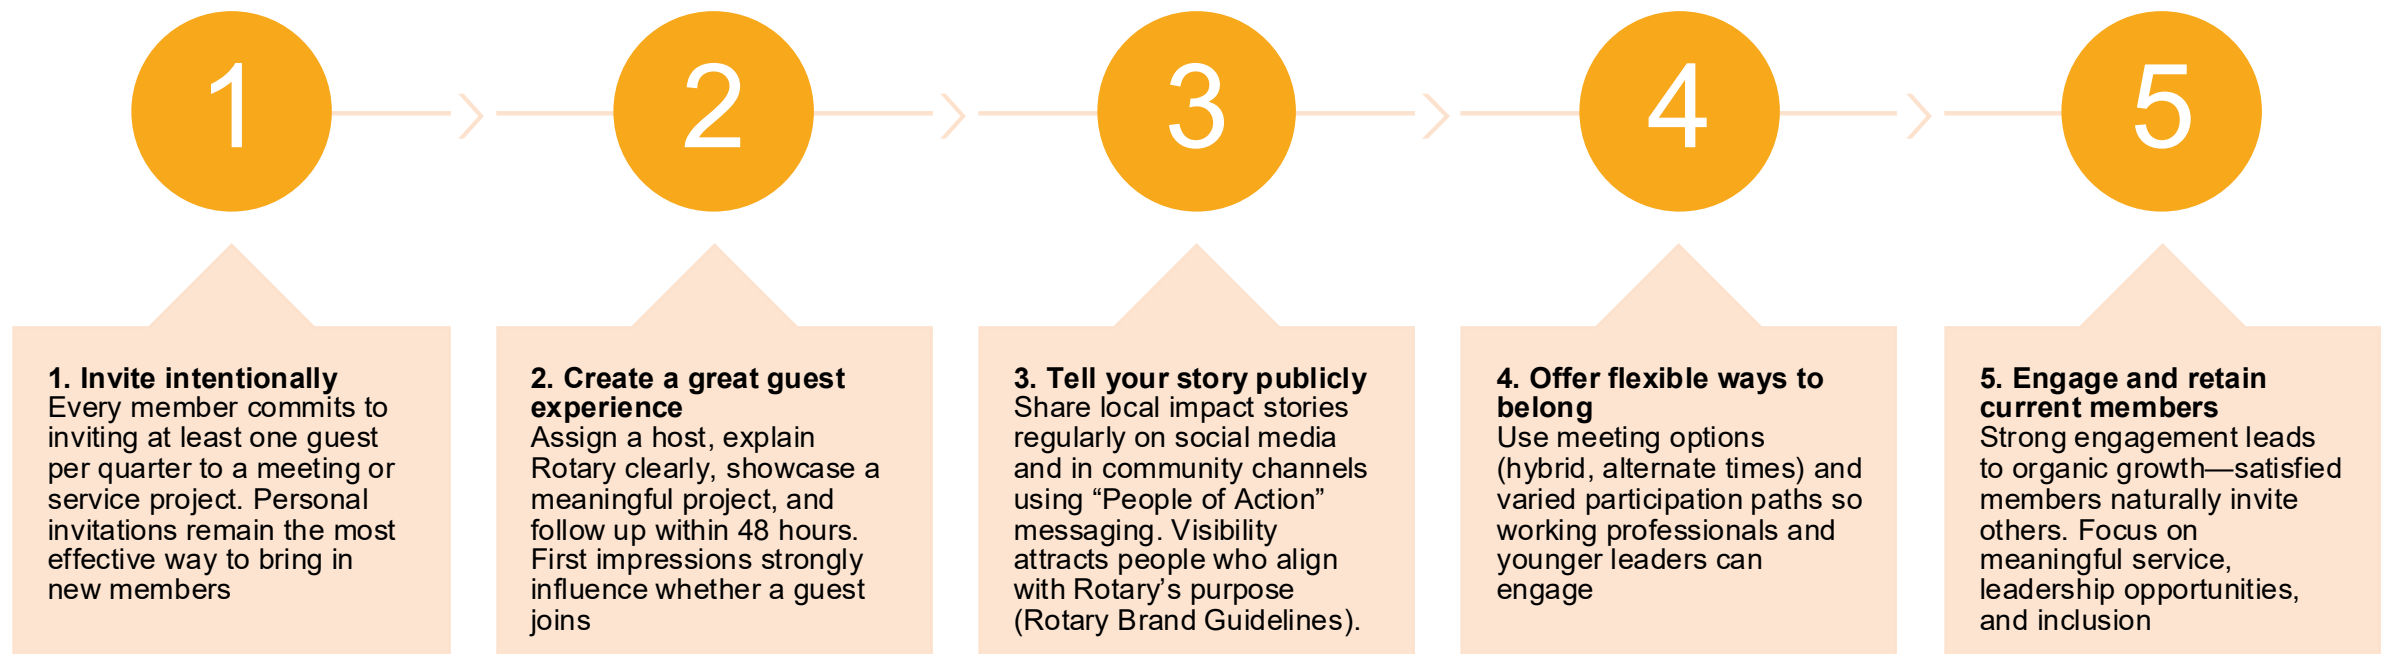 1
2
3
4
5
1. Invite intentionally
Every member commits to
inviting at least one guest
per quarter to a meeting or
service project. Personal
invitations remain the most
effective way to bring in
new members
2. Create a great guest
experience
Assign a host, explain
Rotary clearly, showcase a
meaningful project, and
follow up within 48 hours.
First impressions strongly
influence whether a guest
joins
3. Tell your story publicly
Share local impact stories
regularly on social media
and in community channels
using “People of Action”
messaging. Visibility
attracts people who align
with Rotary’s purpose
(Rotary Brand Guidelines).
4. Offer flexible ways to
belong
Use meeting options
(hybrid, alternate times) and
varied participation paths so
working professionals and
younger leaders can
engage
5. Engage and retain
current members
Strong engagement leads
to organic growth—satisfied
members naturally invite
others. Focus on
meaningful service,
leadership opportunities,
and inclusion